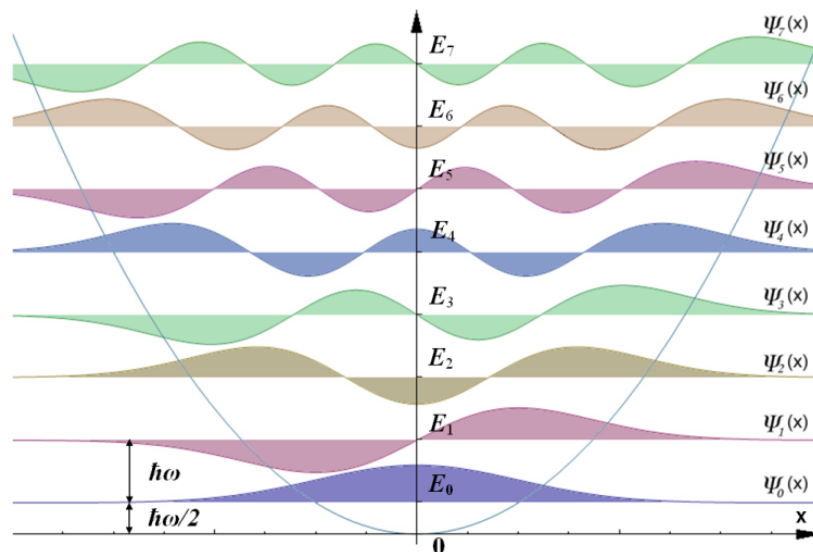 E₇ Ψ₇(x)
E₆ Ψ₆(x)
E₅ Ψ₅(x)
E₄ Ψ₄(x)
E₃ Ψ₃(x)
E₂ Ψ₂(x)
E₁ Ψ₁(x)
ħω
E₀ Ψ₀(x)
ħω/2
x
0